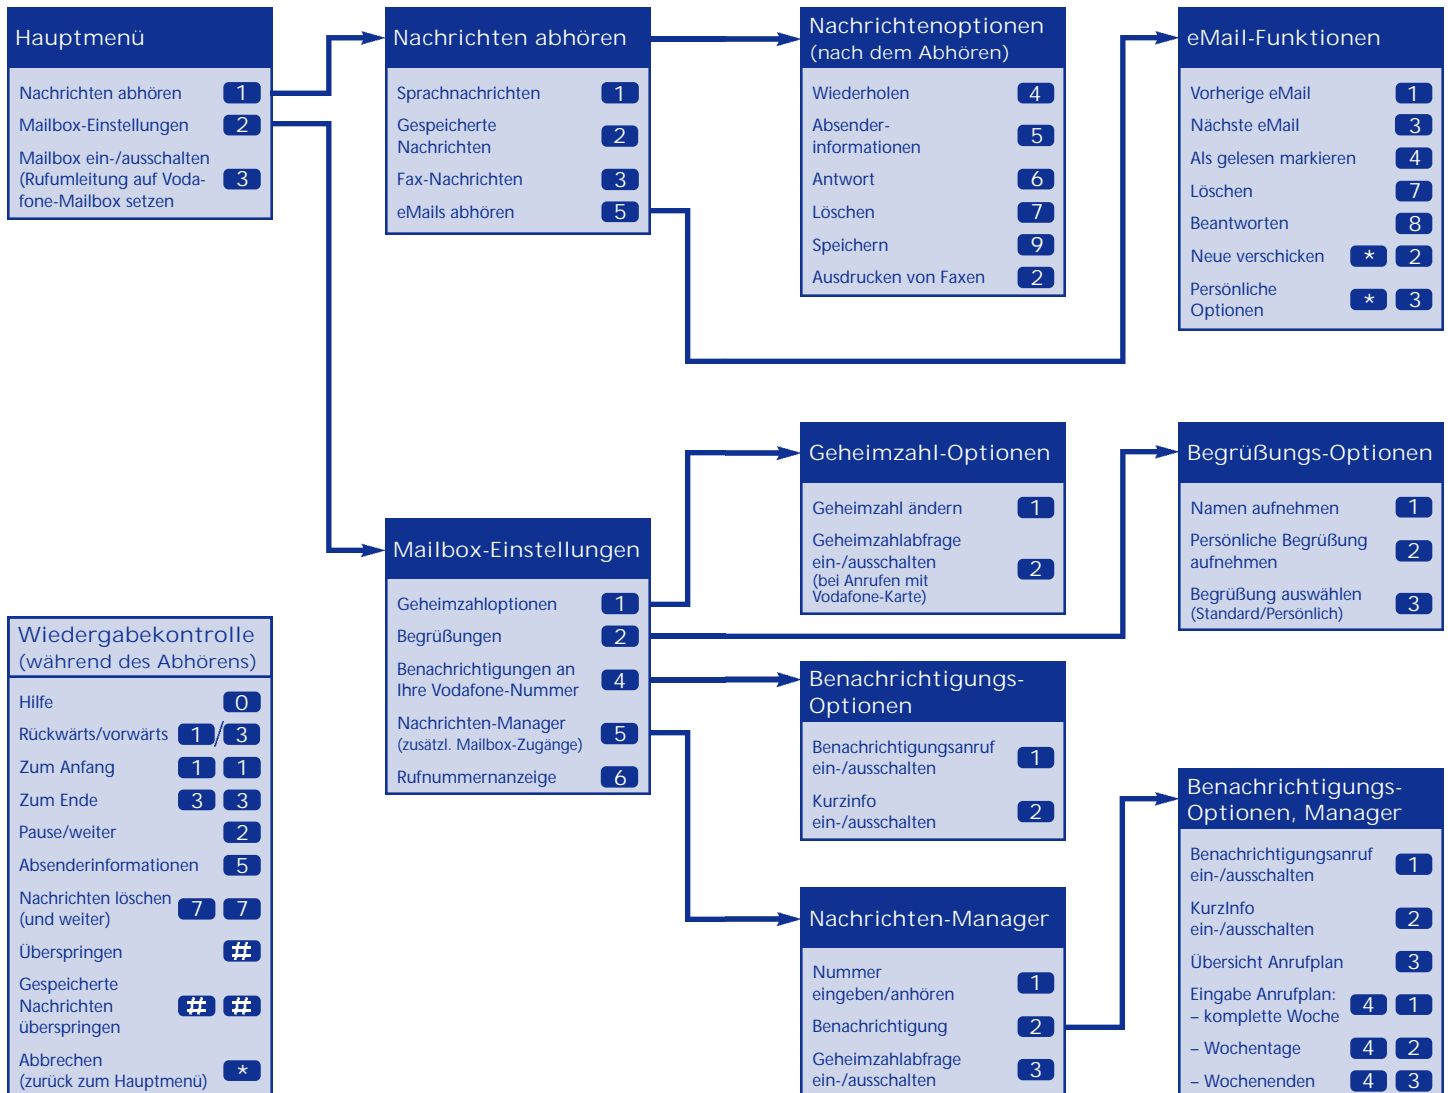 Hauptmenü
Nachrichten abhören 1
Mailbox-Einstellungen 2
Mailbox ein-/ausschalten
(Rufumleitung auf Voda- 3
fone-Mailbox setzen
Nachrichten abhören
Sprachnachrichten 1
Gespeicherte
Nachrichten 2
Fax-Nachrichten 3
eMails abhören 5
Nachrichtenoptionen
(nach dem Abhören)
Wiederholen 4
Absender-
informationen 5
Antwort 6
Löschen 7
Speichern 9
Ausdrucken von Faxen 2
eMail-Funktionen
Vorherige eMail 1
Nächste eMail 3
Als gelesen markieren 4
Löschen 7
Beantworten 8
Neue verschicken * 2
Persönliche
Optionen * 3
Mailbox-Einstellungen
Geheimzahloptionen 1
Begrüßungen 2
Benachrichtigungen an
Ihre Vodafone-Nummer 4
Nachrichten-Manager
(zusätzl. Mailbox-Zugänge) 5
Rufnummernanzeige 6
Geheimzahl-Optionen
Geheimzahl ändern 1
Geheimzahlabfrage
ein-/ausschalten 2
(bei Anrufen mit
Vodafone-Karte)
Begrüßungs-Optionen
Namen aufnehmen 1
Persönliche Begrüßung
aufnehmen 2
Begrüßung auswählen
(Standard/Persönlich) 3
Benachrichtigungs-
Optionen
Benachrichtigungsanruf
ein-/ausschalten 1
Kurzinfo
ein-/ausschalten 2
Nachrichten-Manager
Nummer
eingeben/anhören 1
Benachrichtigung 2
Geheimzahlabfrage
ein-/ausschalten 3
Benachrichtigungs-
Optionen, Manager
Benachrichtigungsanruf
ein-/ausschalten 1
KurzInfo
ein-/ausschalten 2
Übersicht Anrufplan 3
Eingabe Anrufplan:
– komplette Woche 4 1
– Wochentage 4 2
– Wochenenden 4 3
Wiedergabekontrolle
(während des Abhörens)
Hilfe 0
Rückwärts/vorwärts 1/3
Zum Anfang 1 1
Zum Ende 3 3
Pause/weiter 2
Absenderinformationen 5
Nachrichten löschen
(und weiter) 7 7
Überspringen #
Gespeicherte
Nachrichten # #
überspringen
Abbrechen
(zurück zum Hauptmenü) *